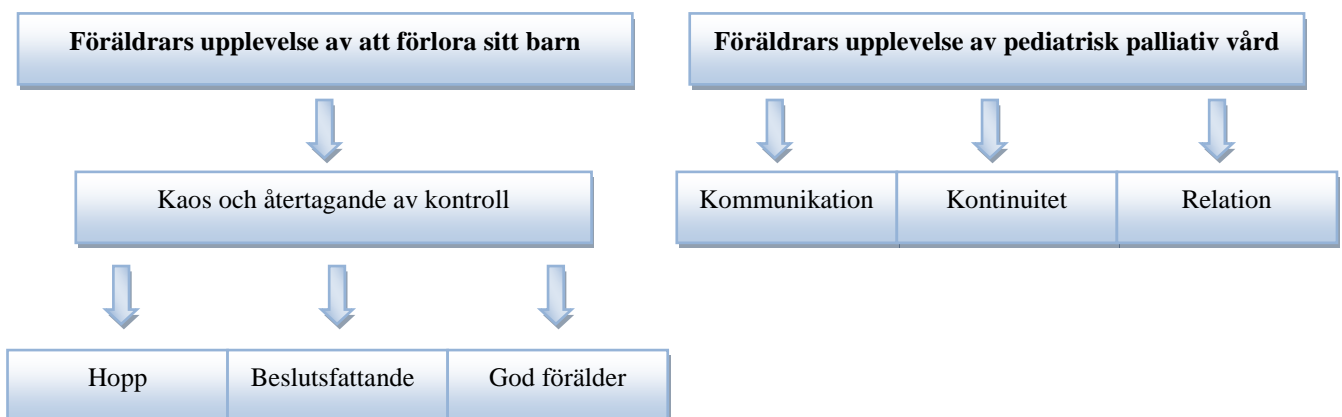 Föräldrars upplevelse av att förlora sitt barn
Föräldrars upplevelse av pediatrisk palliativ vård
Kaos och återtagande av kontroll
Kommunikation
Kontinuitet
Relation
Hopp
Beslutsfattande
God förälder